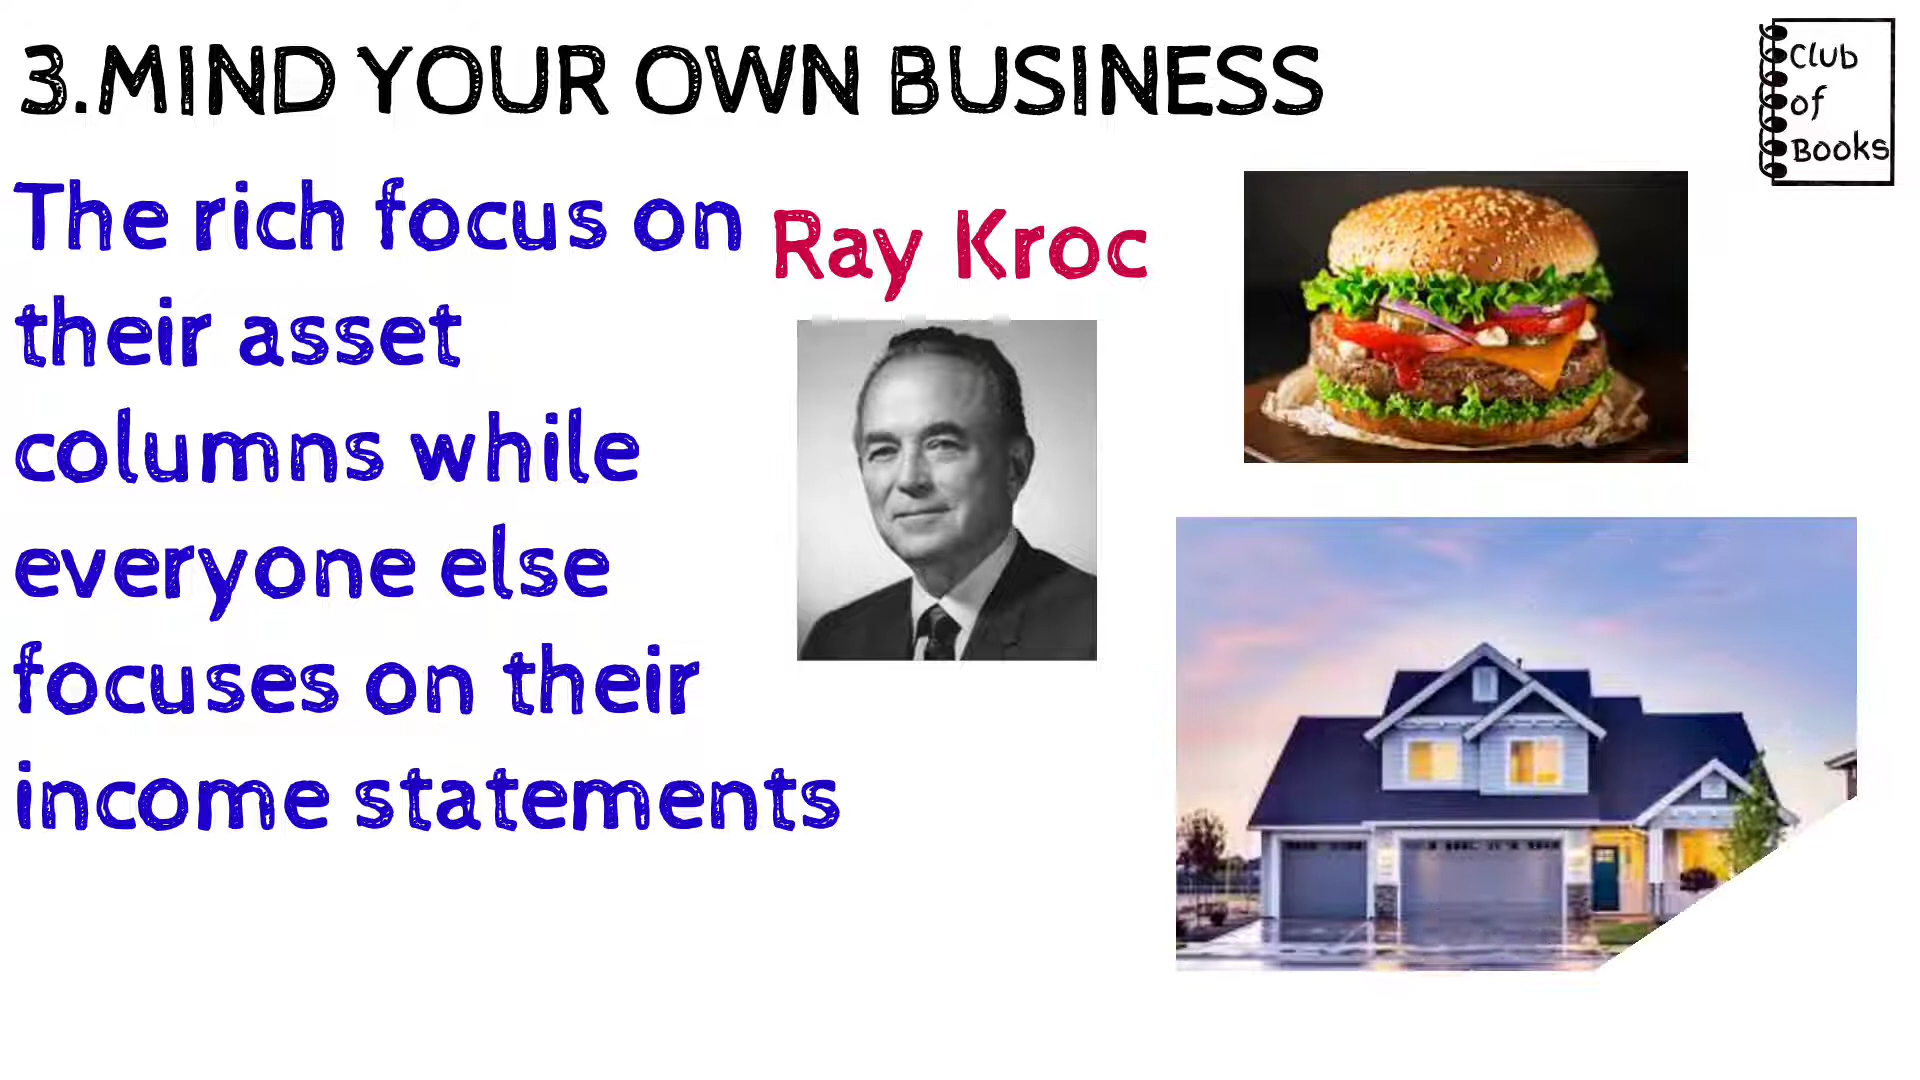 3.MIND YOUR OWN BUSINESS
Club
of
Books
The rich focus on
their asset
columns while
everyone else
focuses on their
income statements
Ray Kroc